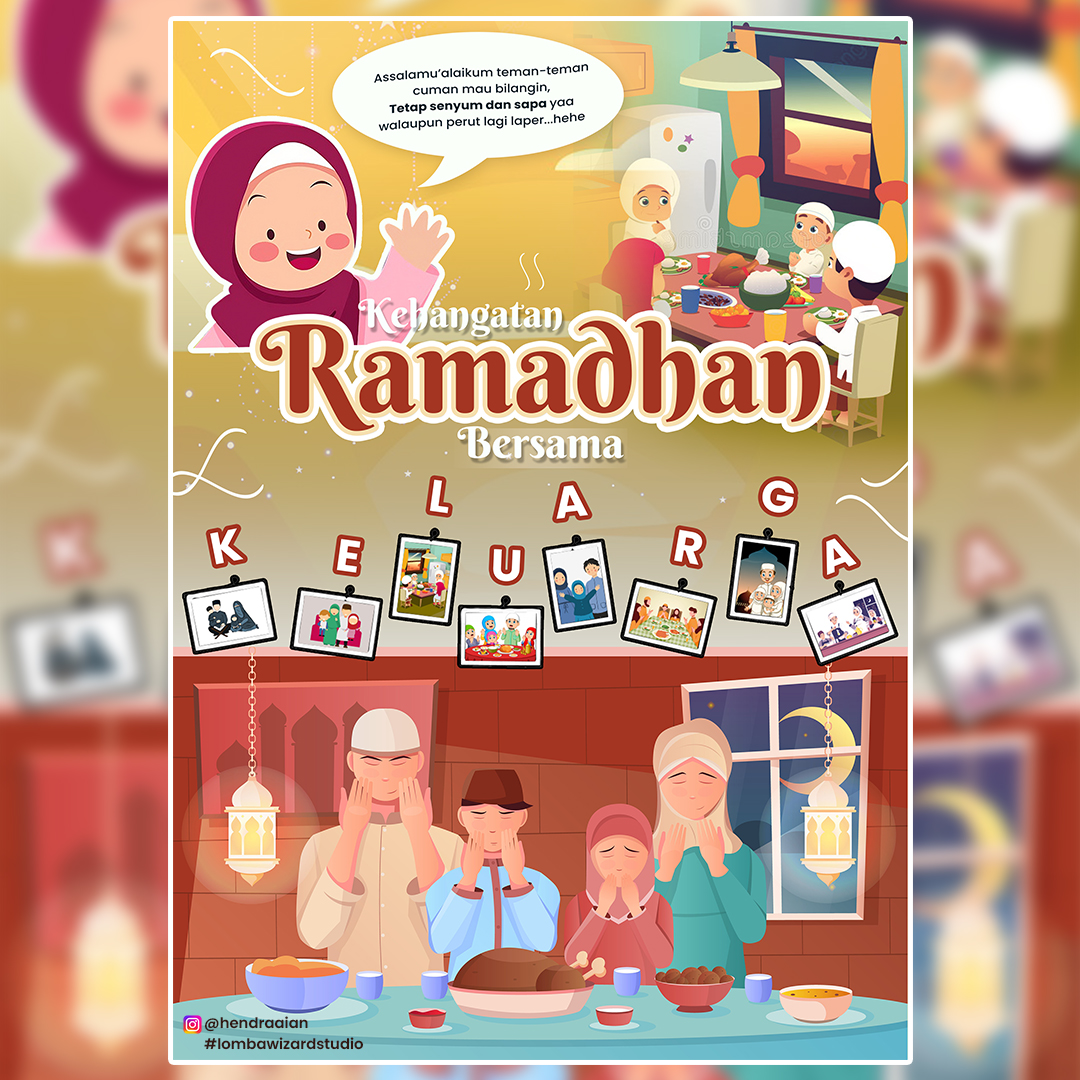 Assalamu'alaikum teman-teman
cuman mau bilangin,
Tetap senyum dan sapa yaa
walaupun perut lagi laper...hehe
Kehangatan
Ramadhan
Bersama
KELUARGA
@hendraaian
#lombawizardstudio